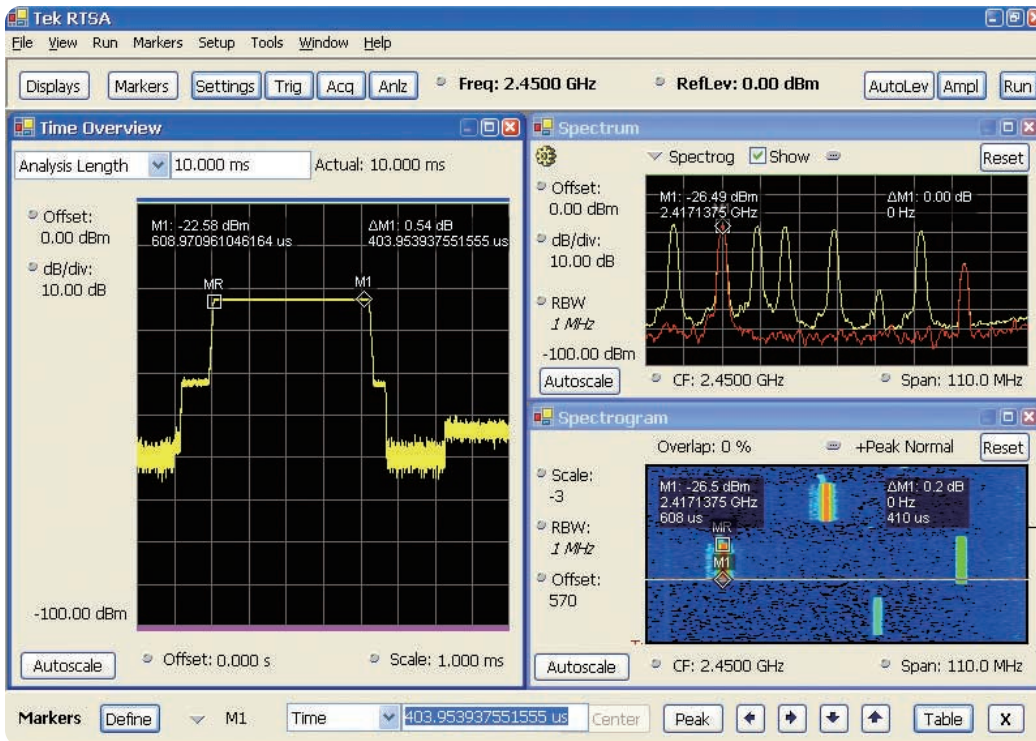 Tek RTSA
File View Run Markers Setup Tools Window Help
Displays Markers Settings Trig Acq Anlz Freq: 2.4500 GHz RefLev: 0.00 dBm AutoLev Ampl Run
Time Overview
Analysis Length 10.000 ms Actual: 10.000 ms
Offset:
0.00 dBm
dB/div:
10.00 dB
M1: -22.58 dBm ΔM1: 0.54 dB
608.970961046164 us 403.953937551555 us
MR M1
-100.00 dBm
Autoscale Offset: 0.000 s Scale: 1.000 ms
Spectrum
Spectrog Show Reset
Offset:
0.00 dBm
dB/div:
10.00 dB
RBW
1 MHz
-100.00 dBm
M1: -26.49 dBm ΔM1: 0.00 dB
2.4171375 GHz 0 Hz
Autoscale CF: 2.4500 GHz Span: 110.0 MHz
Spectrogram
Overlap: 0 % +Peak Normal Reset
Scale:
-3
RBW:
1 MHz
Offset:
570
M1: -26.5 dBm ΔM1: 0.2 dB
2.4171375 GHz 0 Hz
608 us 410 us
MR
M1
Autoscale CF: 2.4500 GHz Span: 110.0 MHz
Markers Define M1 Time 403.953937551555 us Center Peak Table X